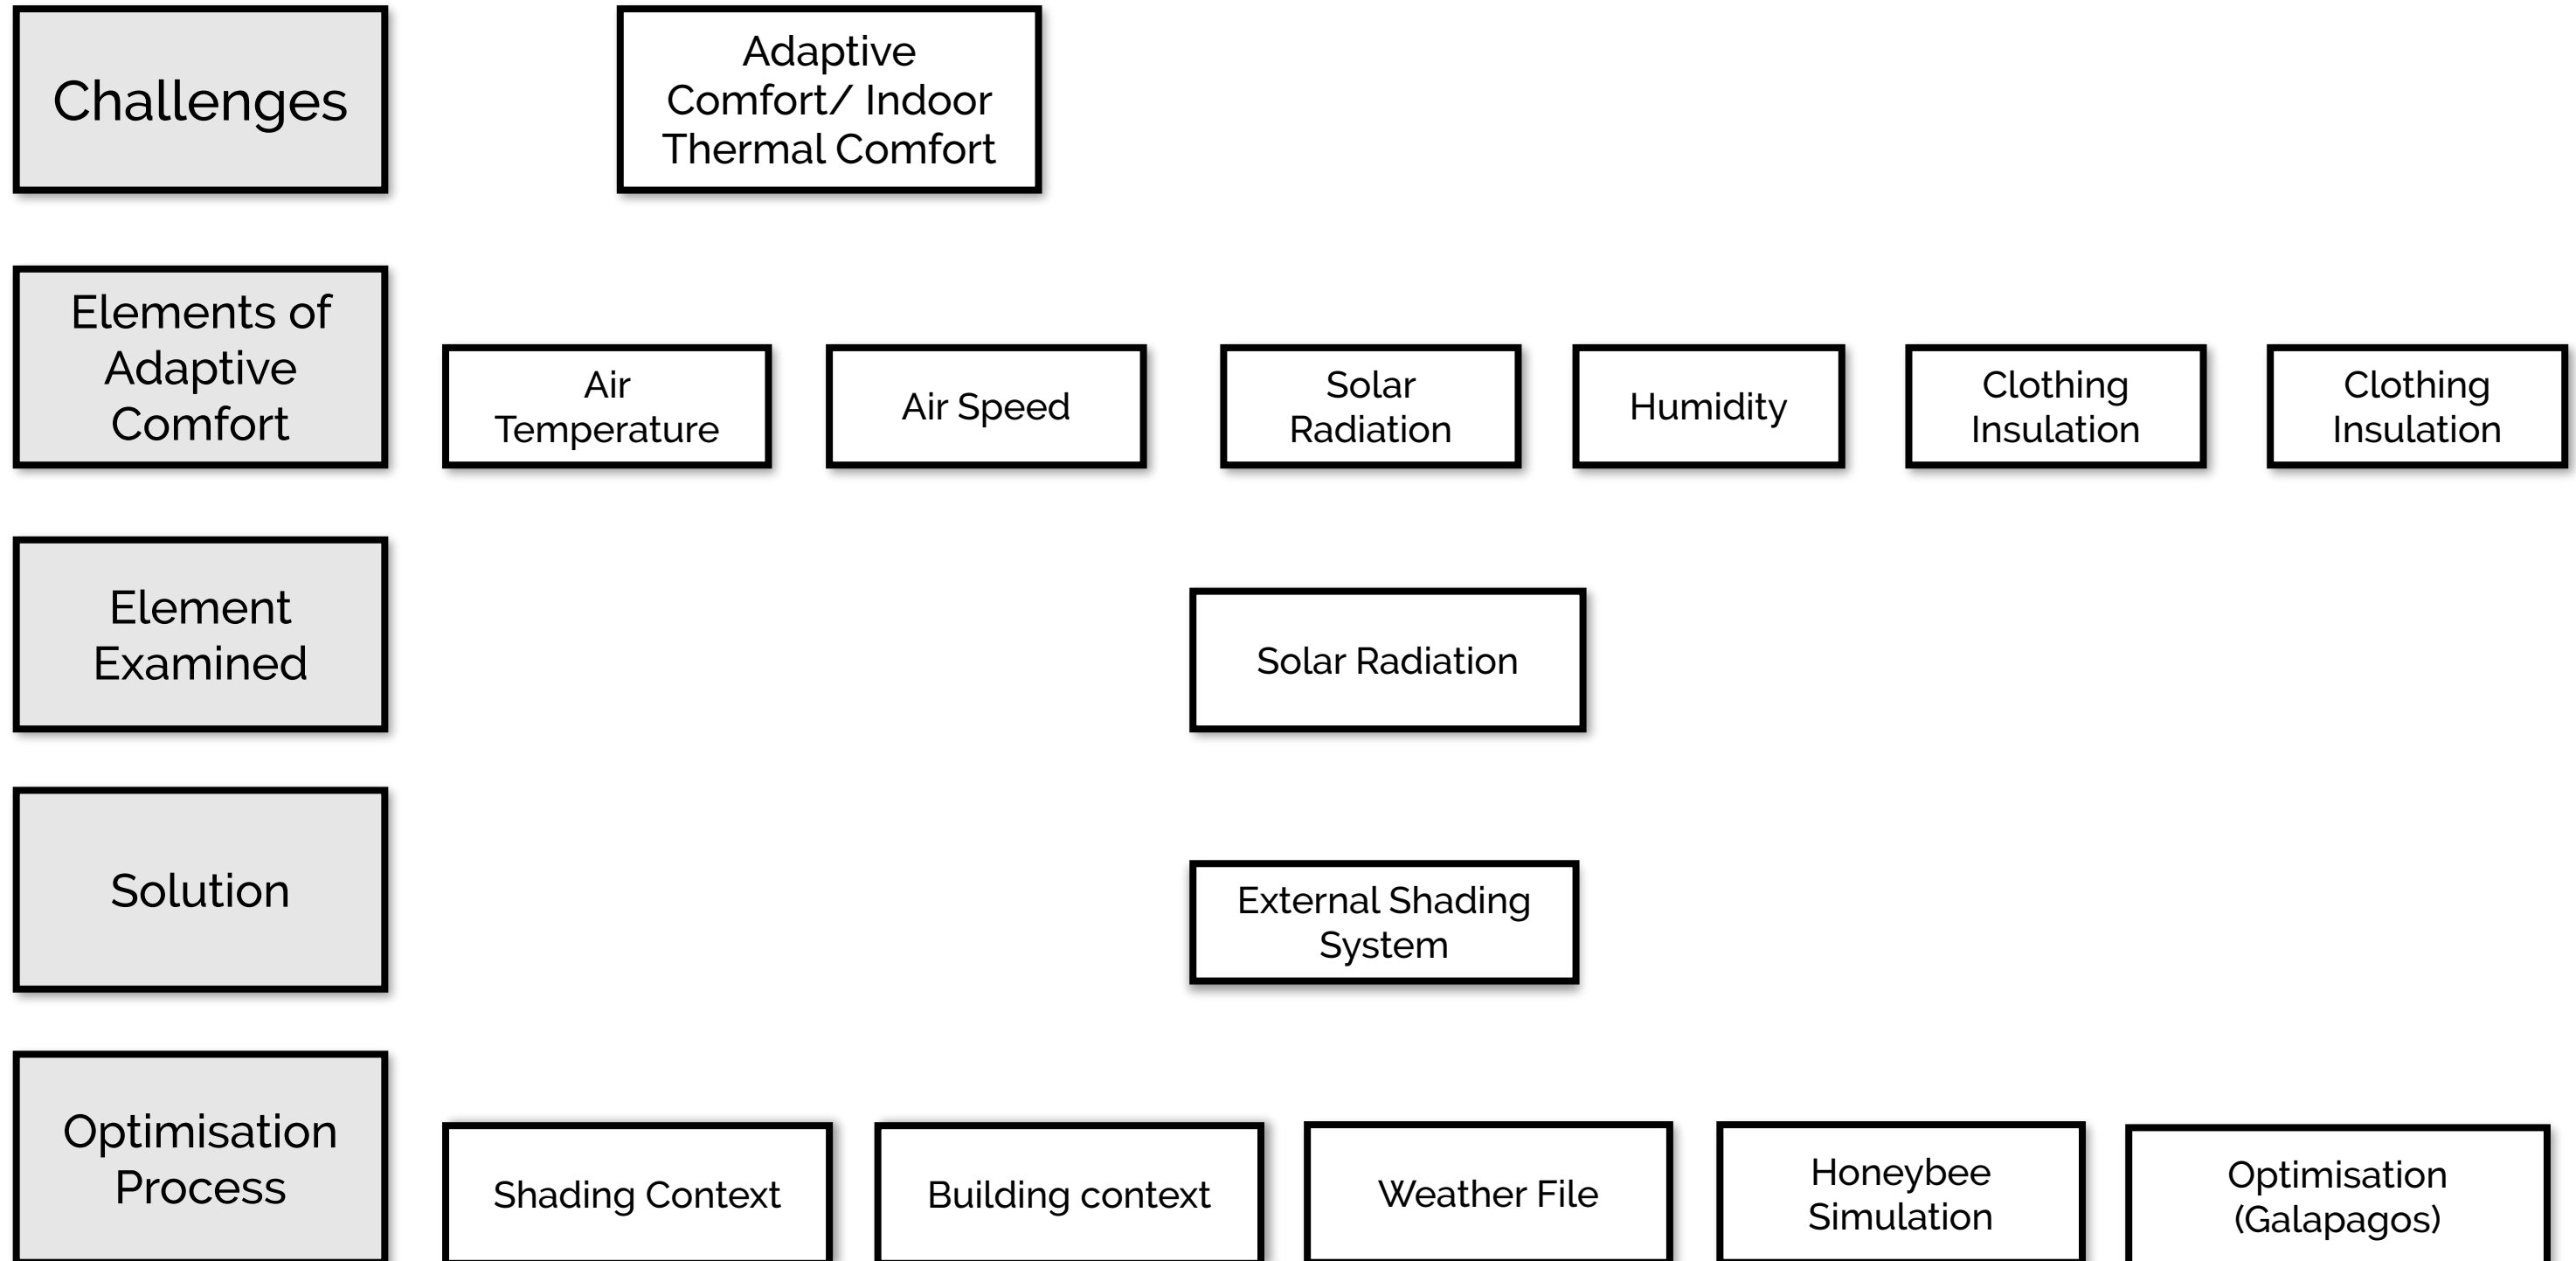 Challenges
Adaptive
Comfort/ Indoor
Thermal Comfort
Elements of
Adaptive
Comfort
Air
Temperature
Air Speed
Solar
Radiation
Humidity
Clothing
Insulation
Clothing
Insulation
Element
Examined
Solar Radiation
Solution
External Shading
System
Optimisation
Process
Shading Context
Building context
Weather File
Honeybee
Simulation
Optimisation
(Galapagos)